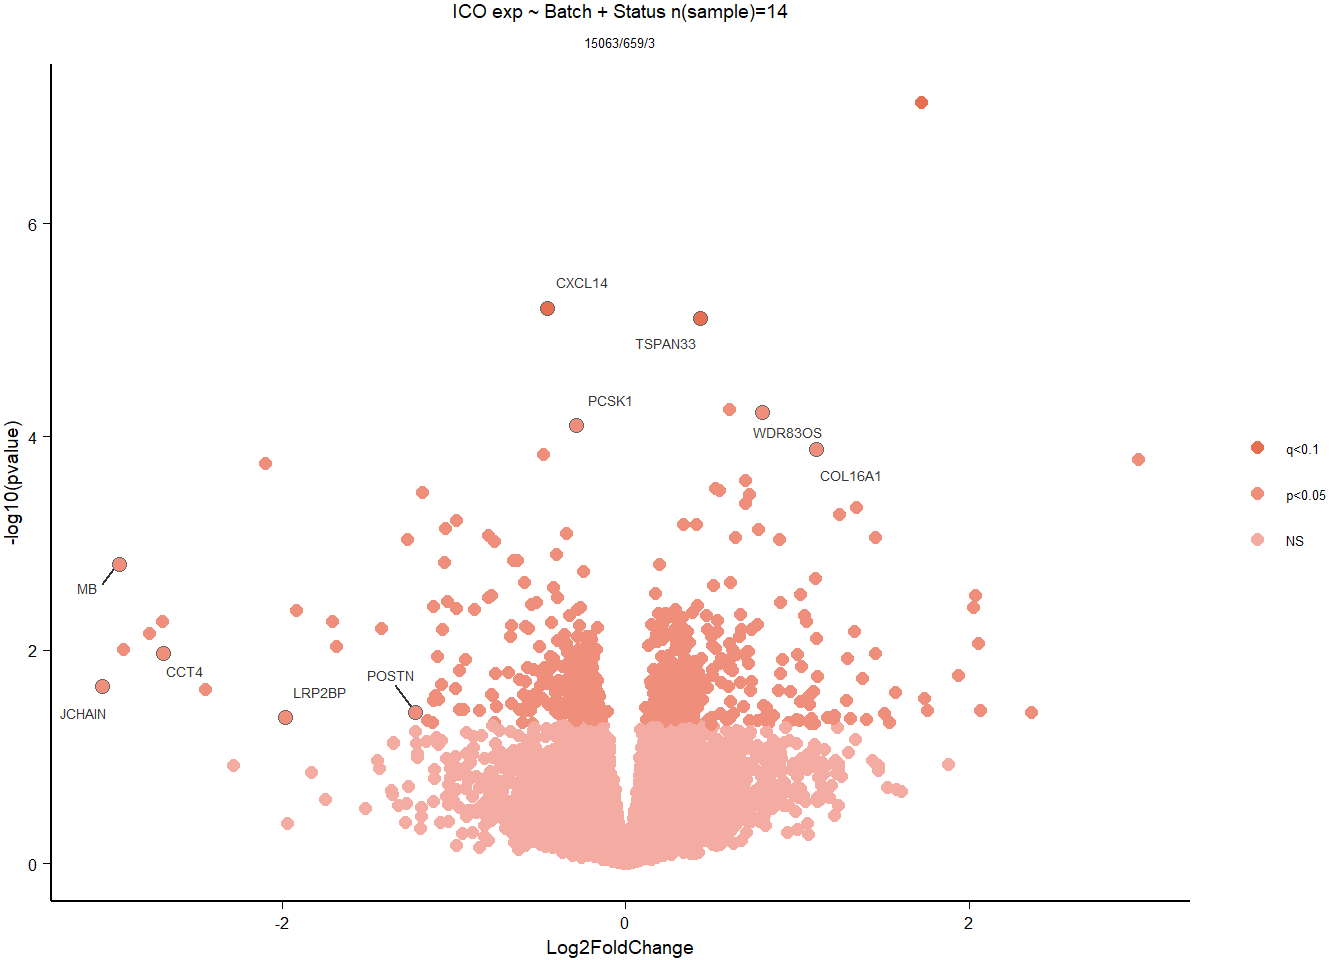 ICO exp ~ Batch + Status n(sample)=14
15063/659/3
-log10(pvalue)
6
4
2
0
CXCL14
TSPAN33
PCSK1
WDR83OS
COL16A1
MB
CCT4
POSTN
LRP2BP
JCHAIN
q<0.1
p<0.05
NS
-2
0
2
Log2FoldChange